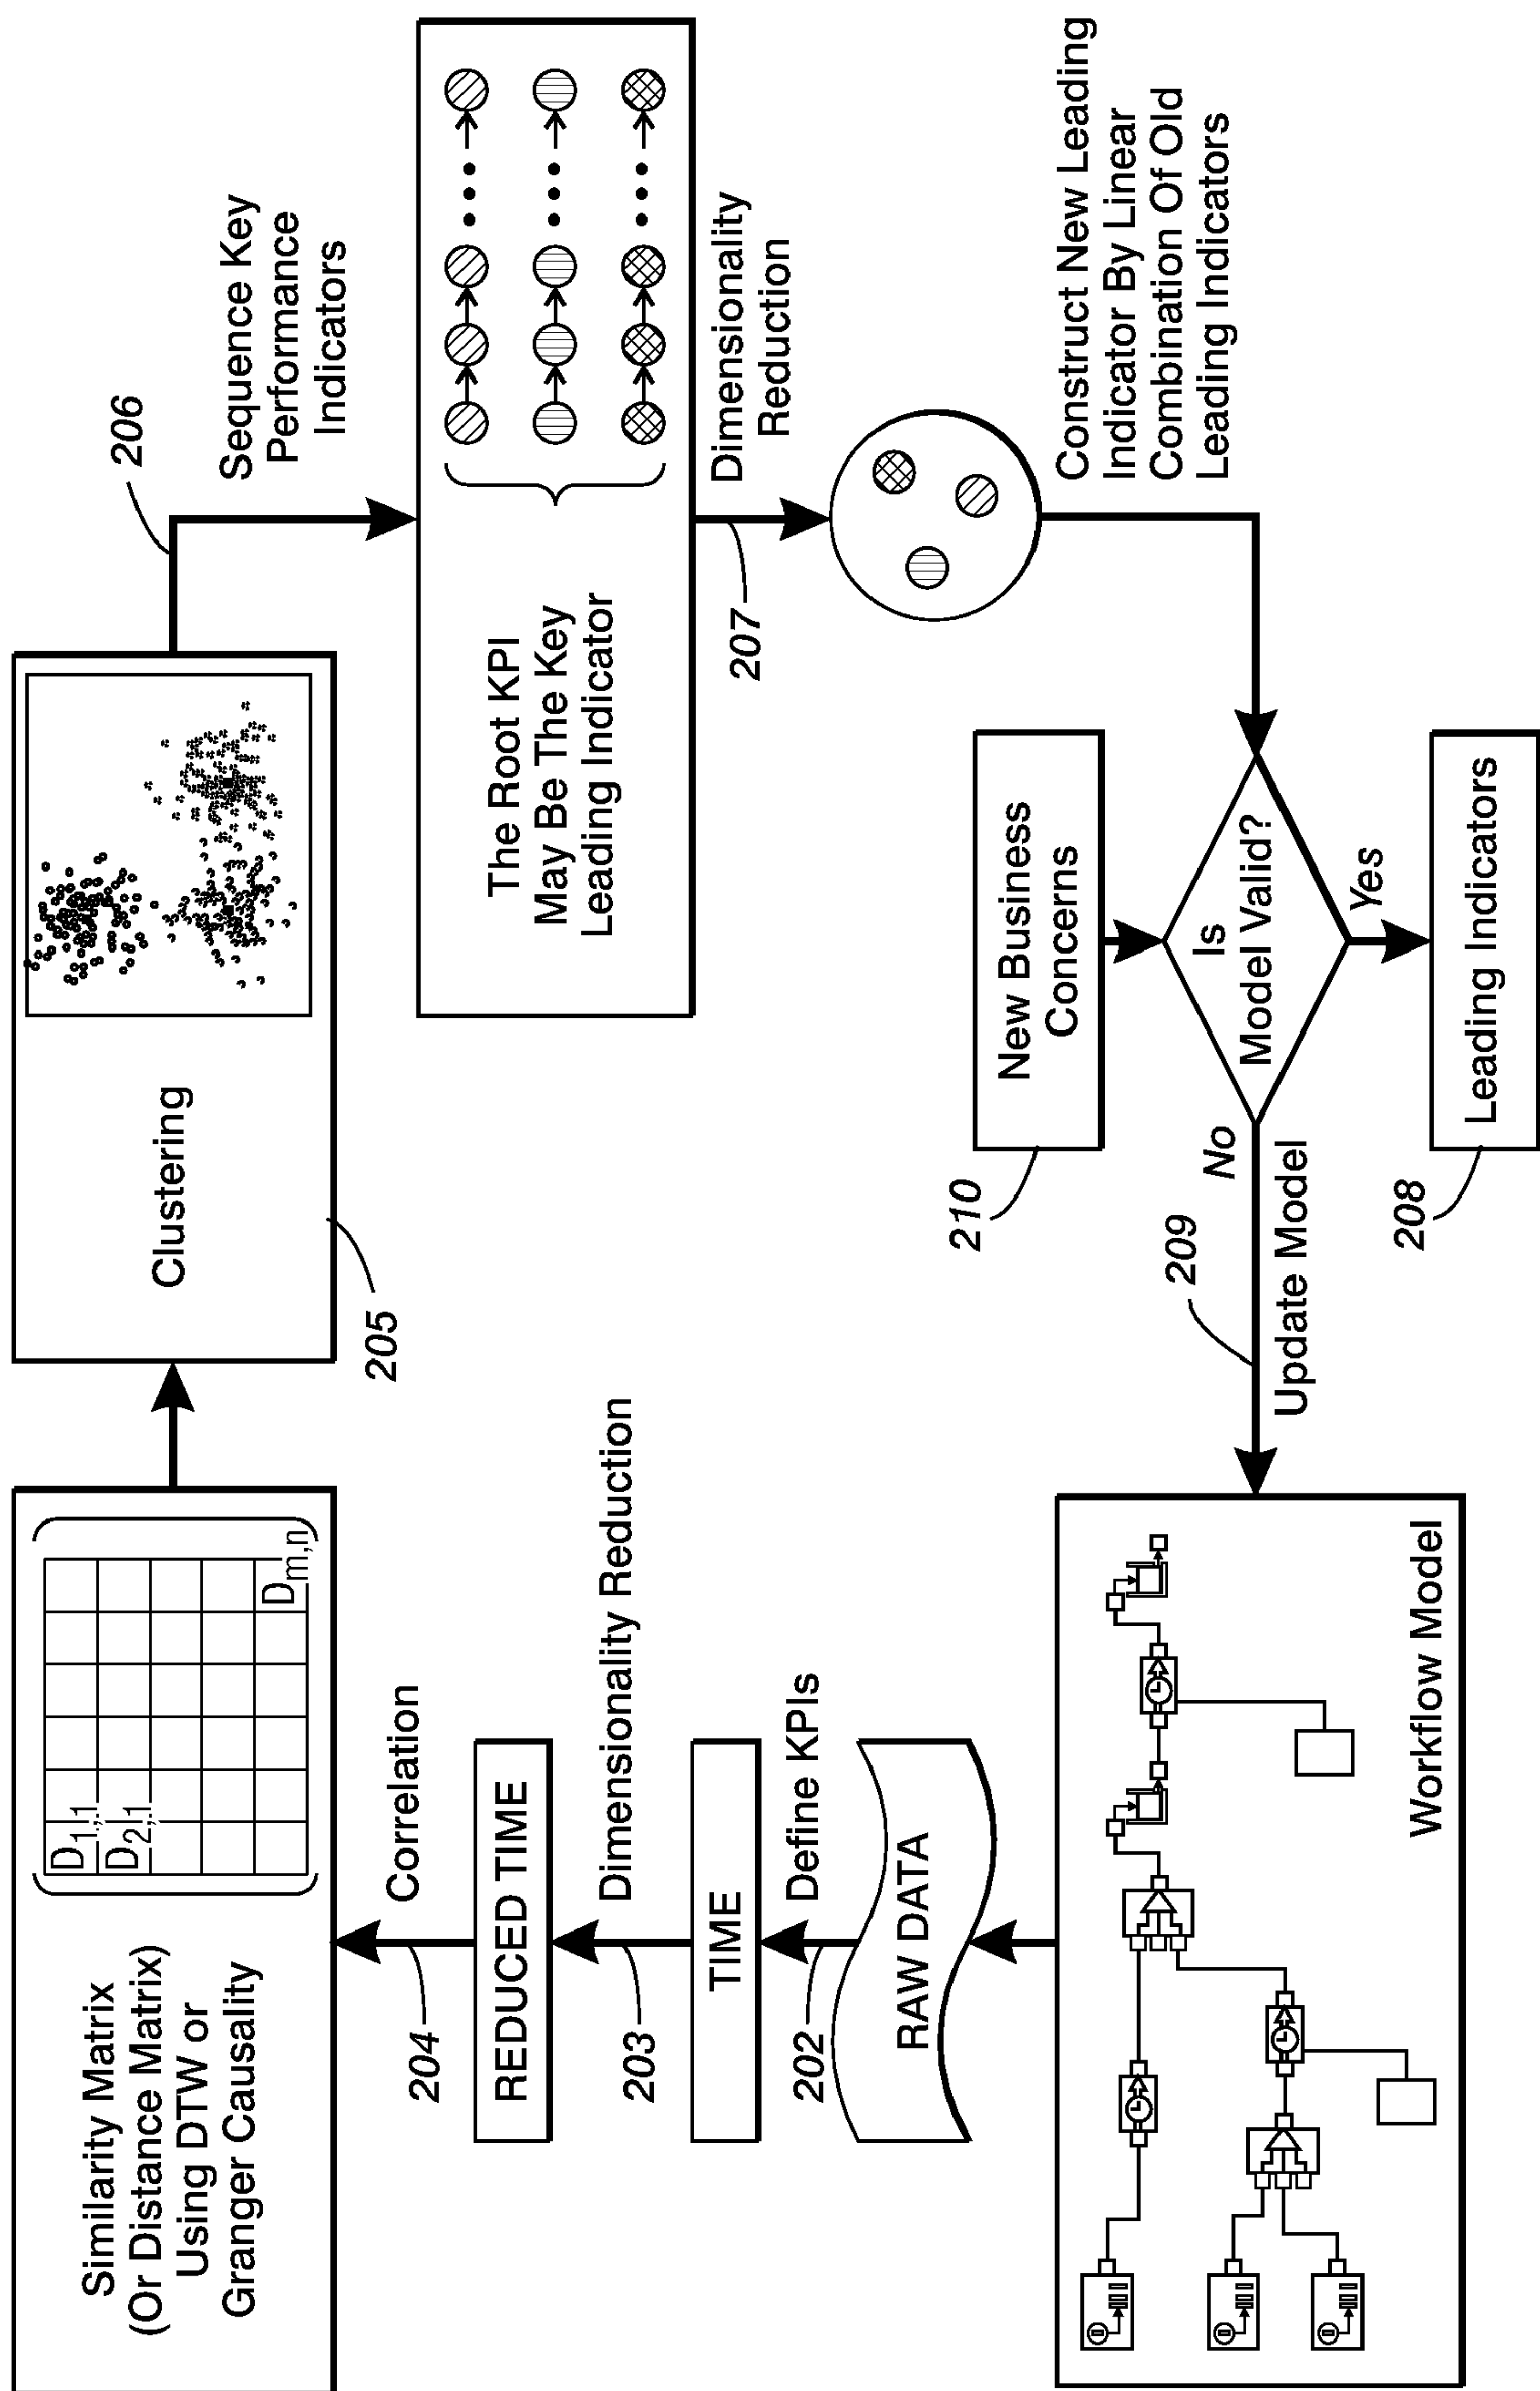 Similarity Matrix
(Or Distance Matrix)
Using DTW or
Granger Causality
D1,1
D2,1
Dm,n
Clustering
205
206
Sequence Key
Performance
Indicators
204
Correlation
REDUCED TIME
203
Dimensionality Reduction
TIME
202
Define KPIs
RAW DATA
The Root KPI
May Be The Key
Leading Indicator
207
Dimensionality
Reduction
Construct New Leading
Indicator By Linear
Combination Of Old
Leading Indicators
210
New Business
Concerns
Is
Model Valid?
No
Yes
209
Update Model
208
Leading Indicators
Workflow Model